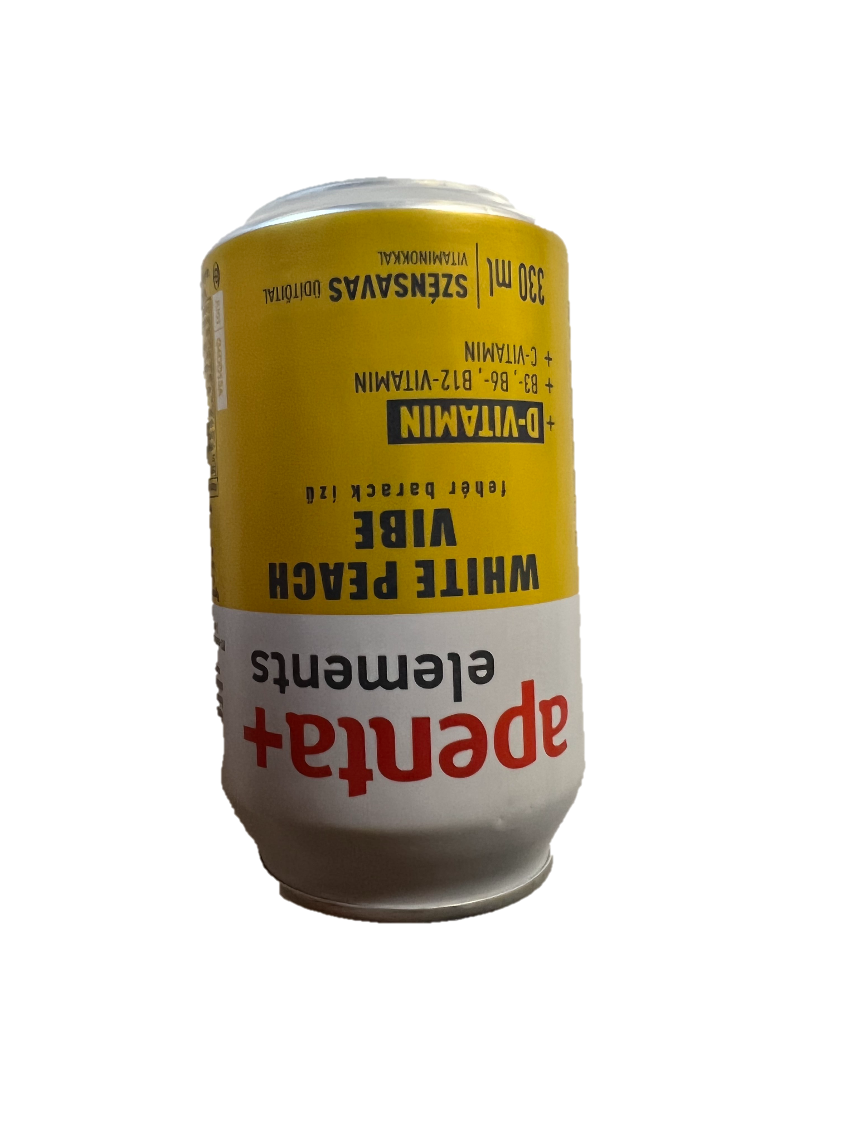 apenta+
elements
WHITE PEACH
VIBE
fehér barack ízű
+ D-VITAMIN
+ B3-, B6-, B12-VITAMIN
+ C-VITAMIN
330 ml
SZÉNSAVAS ÜDÍTŐITAL
VITAMINOKKAL